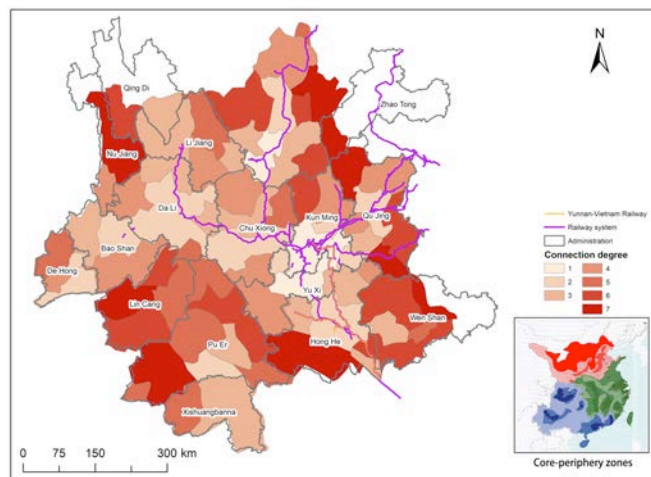 N
Qing Di
Zhao Tong
Li Jiang
Nu Jiang
Da Li
Kun Ming
Qu Jing
Chu Xiong
Bao Shan
De Hong
Yu Xi
Lin Cang
Wen Shan
Pu Er
Hong He
Xishuangbanna
Yunnan-Vietnam Railway
Railway system
Administration
Connection degree
1 4
2 5
3 6
7
0 75 150 300 km
Core-periphery zones